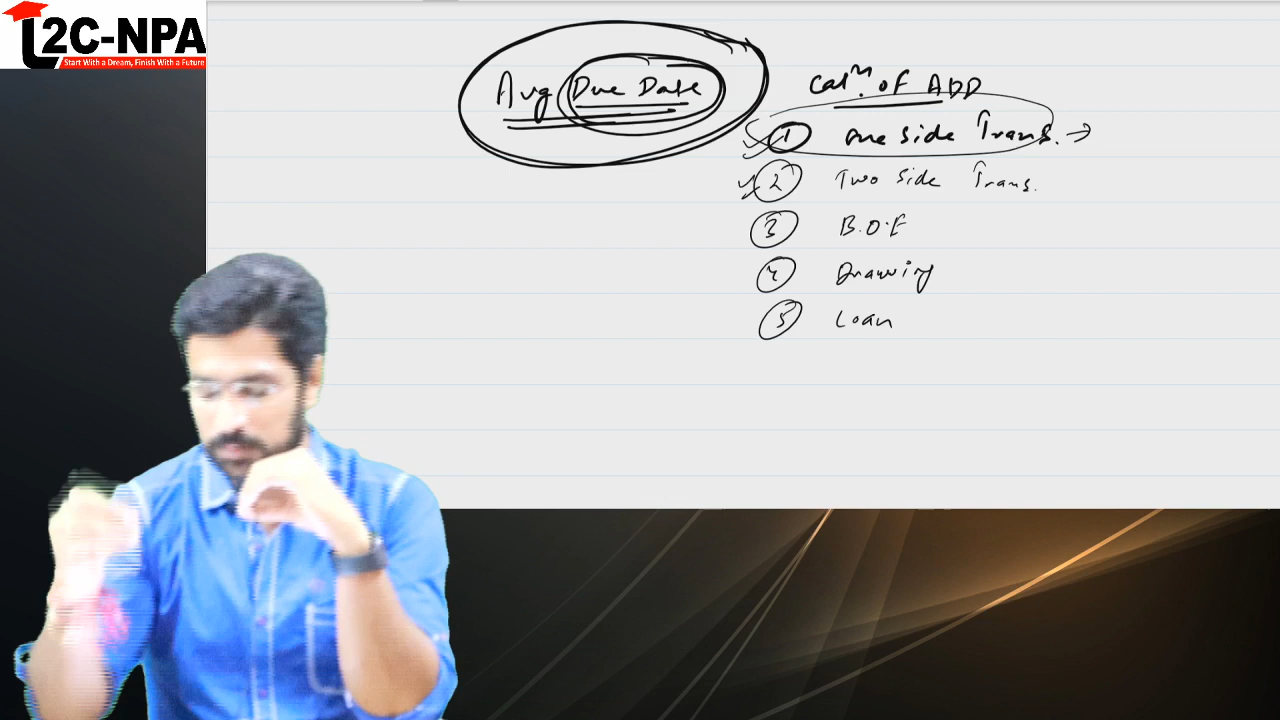 L2C-NPA
Start With a Dream, Finish With a Future
Avg Due Date
Calⁿ. of ADD
1 one side Trans. →
2 Two side Trans.
3 B.O.E
4 Drawing
5 Loan